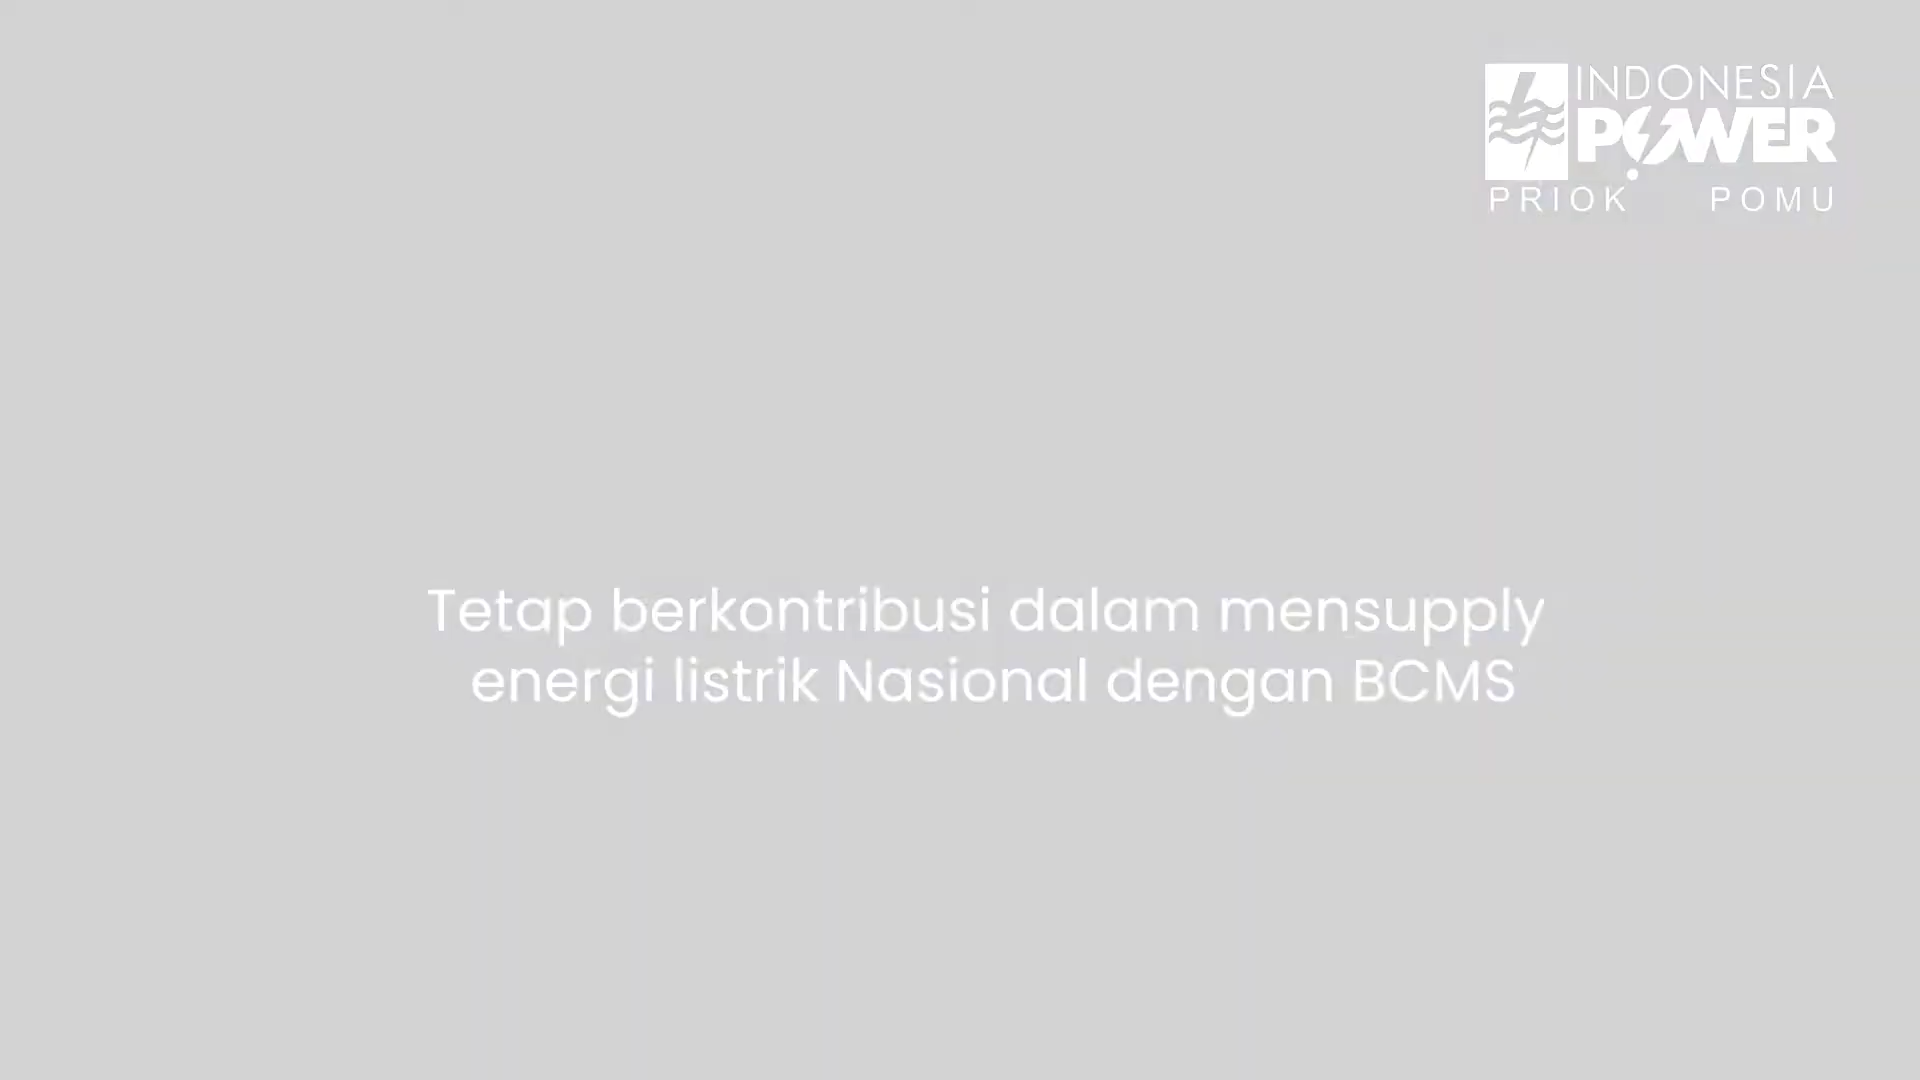 INDONESIA
POWER
PRIOK POMU
Tetap berkontribusi dalam mensupply
energi listrik Nasional dengan BCMS